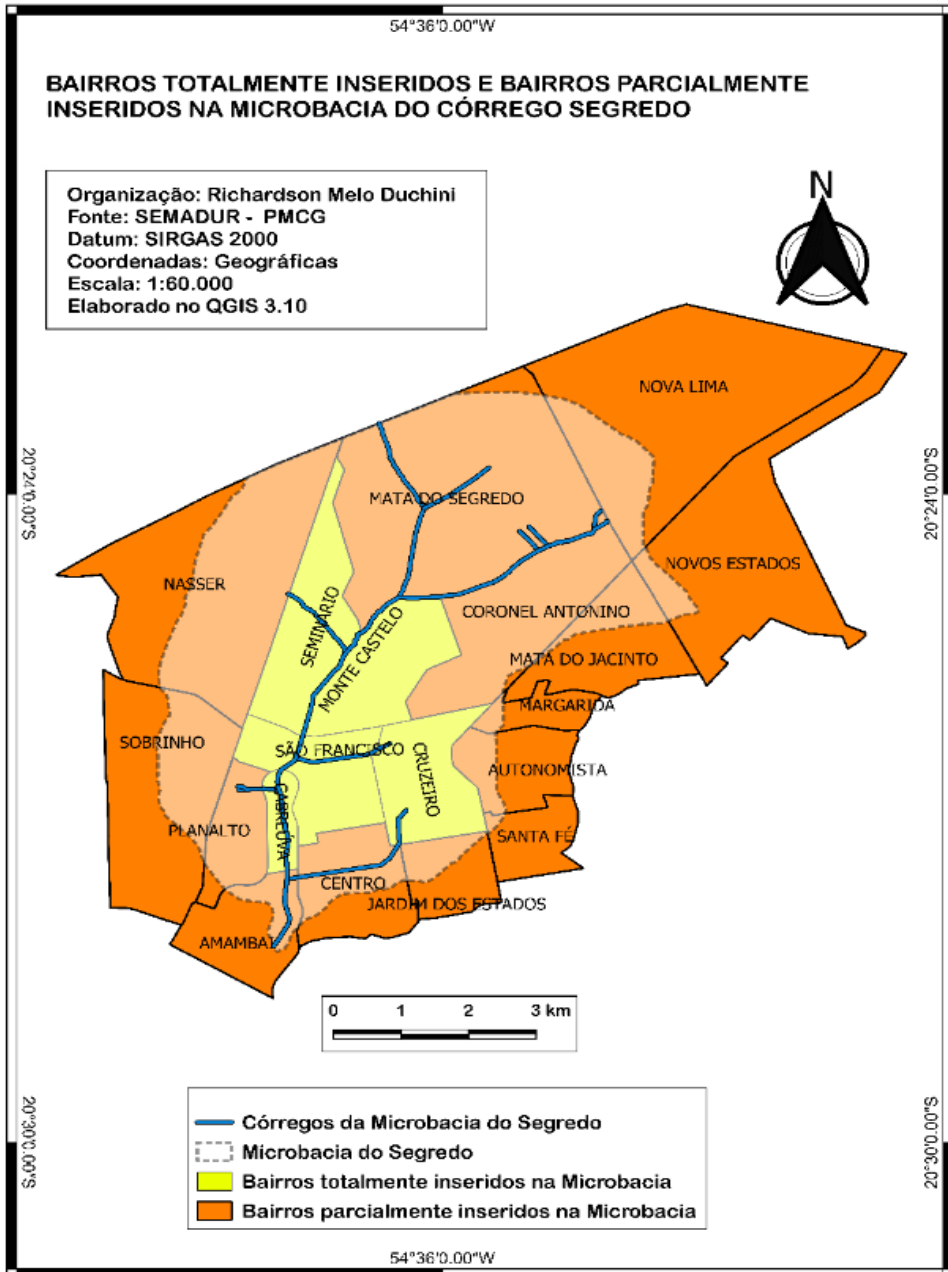 54°36'0.00"W
BAIRROS TOTALMENTE INSERIDOS E BAIRROS PARCIALMENTE
INSERIDOS NA MICROBACIA DO CÓRREGO SEGREDO
Organização: Richardson Melo Duchini
Fonte: SEMADUR - PMCG
Datum: SIRGAS 2000
Coordenadas: Geográficas
Escala: 1:60.000
Elaborado no QGIS 3.10
N
NOVA LIMA
20°24'0.00"S
20°24'0.00"S
MATA DO SEGREDO
NASSER
NOVOS ESTADOS
SEMINÁRIO
MONTE CASTELO
CORONEL ANTONINO
MATA DO JACINTO
MARGARIDA
SOBRINHO
SÃO FRANCISCO
CRUZEIRO
AUTONOMISTA
PLANALTO
CABREÚVA
SANTA FÉ
CENTRO
JARDIM DOS ESTADOS
AMAMBAI
0 1 2 3 km
20°30'0.00"S
20°30'0.00"S
Córregos da Microbacia do Segredo
Microbacia do Segredo
Bairros totalmente inseridos na Microbacia
Bairros parcialmente inseridos na Microbacia
54°36'0.00"W